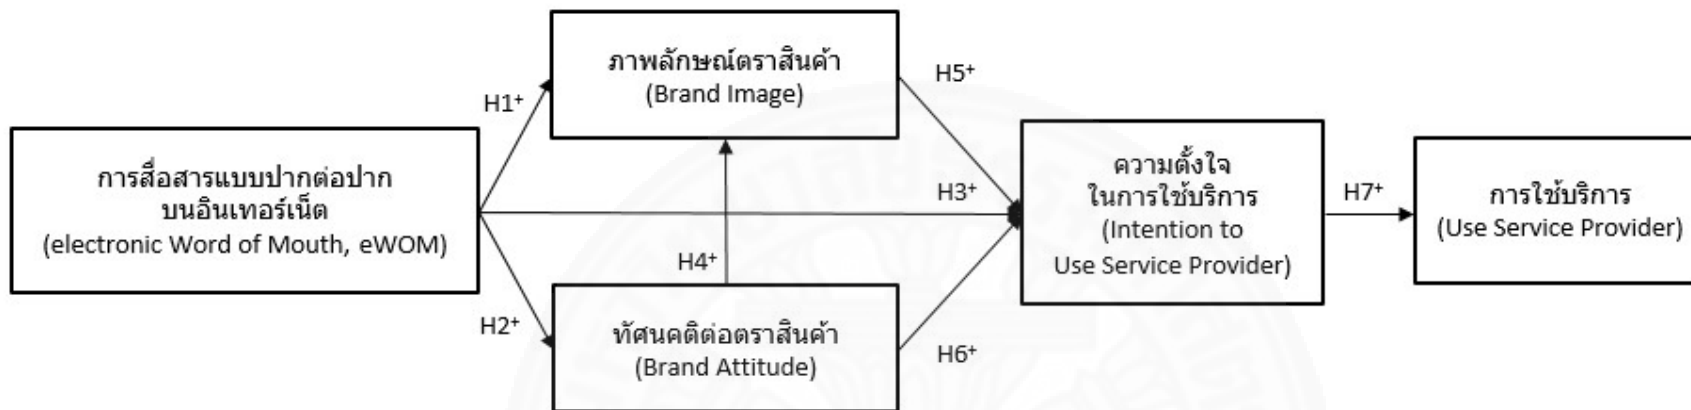 ภาพลักษณ์ตราสินค้า
(Brand Image)
H1⁺
H5⁺
การสื่อสารแบบปากต่อปาก
บนอินเทอร์เน็ต
(electronic Word of Mouth, eWOM)
H3⁺
ความตั้งใจ
ในการใช้บริการ
(Intention to
Use Service Provider)
H7⁺
การใช้บริการ
(Use Service Provider)
H4⁺
H2⁺
ทัศนคติต่อตราสินค้า
(Brand Attitude)
H6⁺